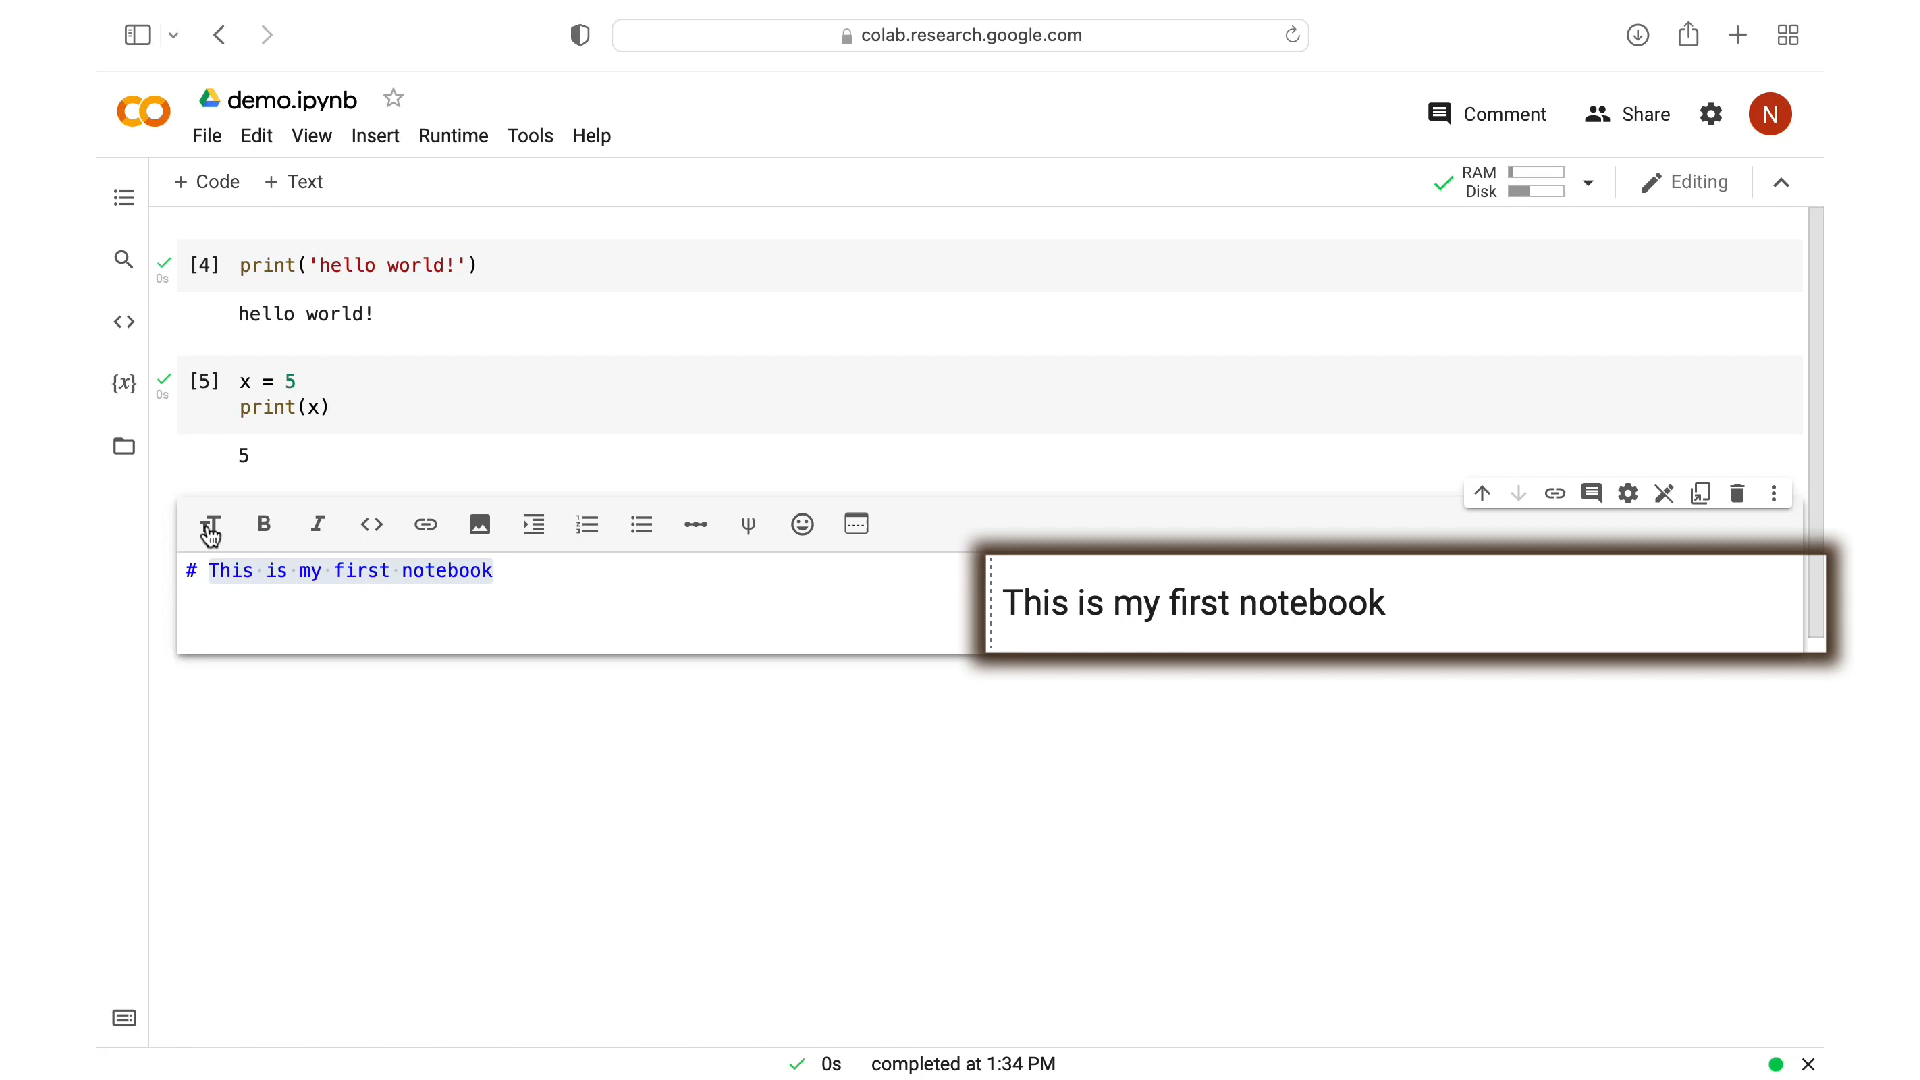 colab.research.google.com
demo.ipynb
Comment Share N
File Edit View Insert Runtime Tools Help
+ Code + Text
RAM
Disk
Editing
[4] print('hello world!')
0s
hello world!
[5] x = 5
0s
print(x)
5
# This is my first notebook
This is my first notebook
0s completed at 1:34 PM